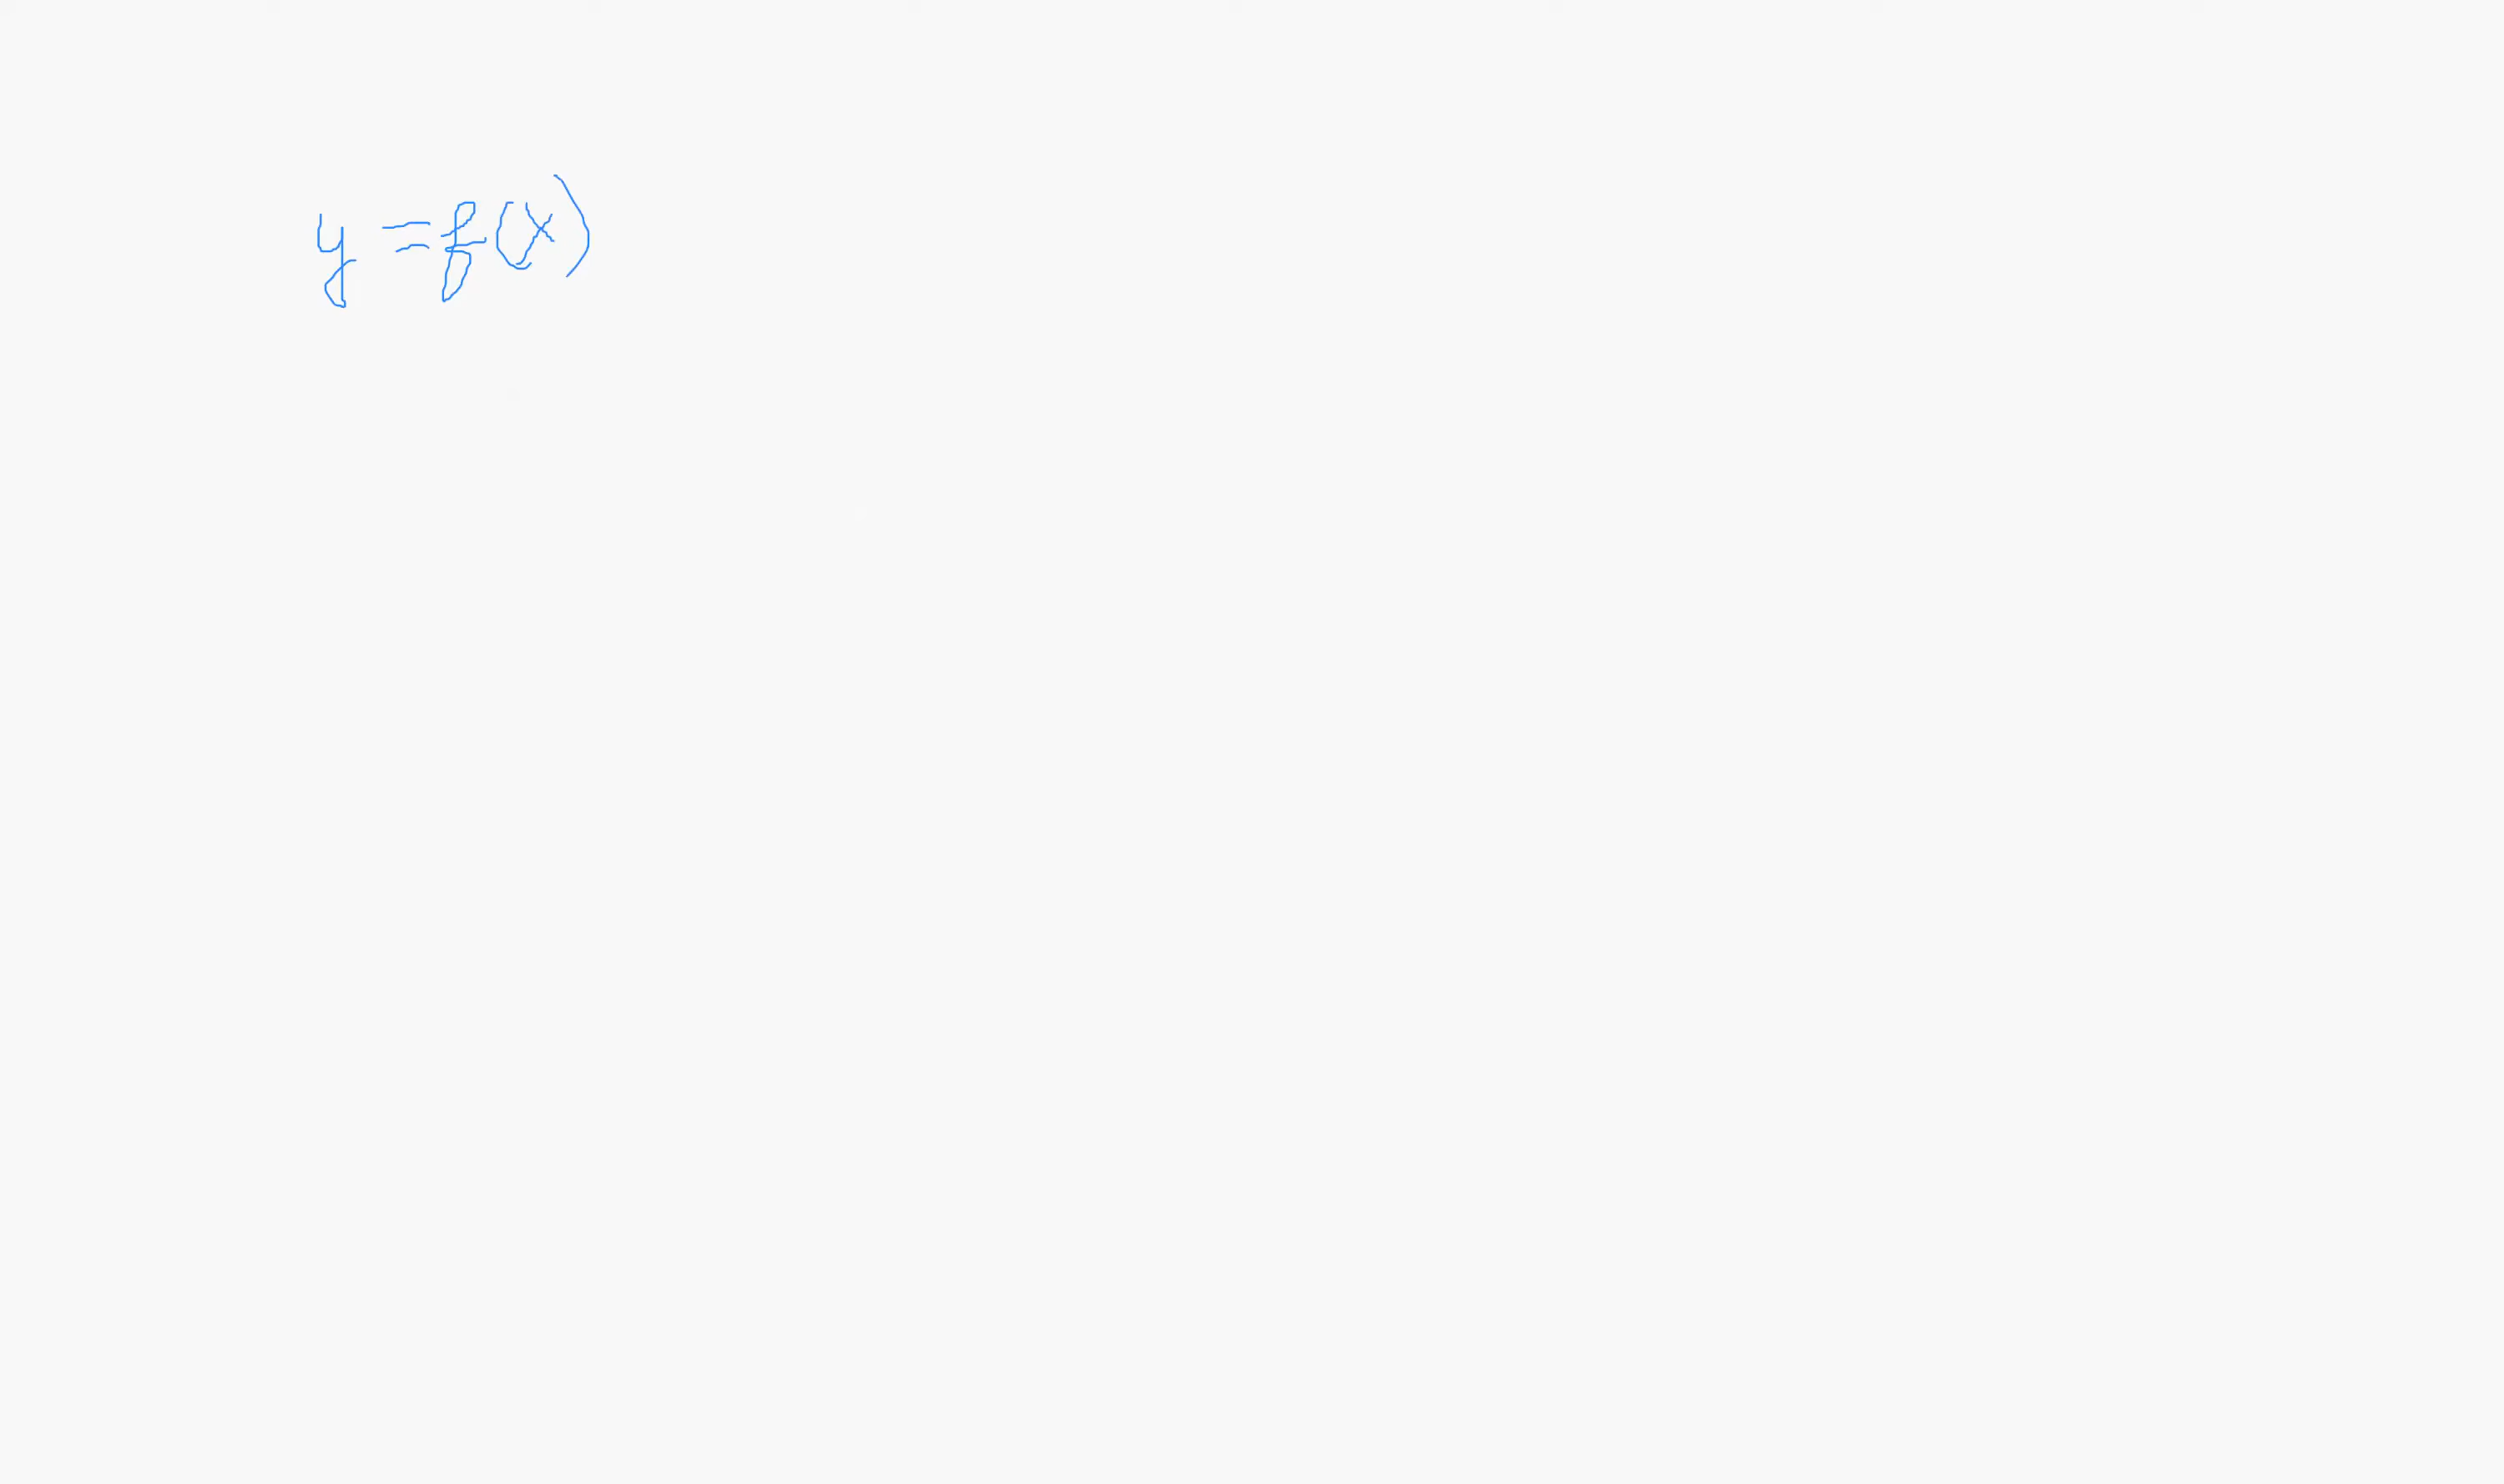 y = f(x)